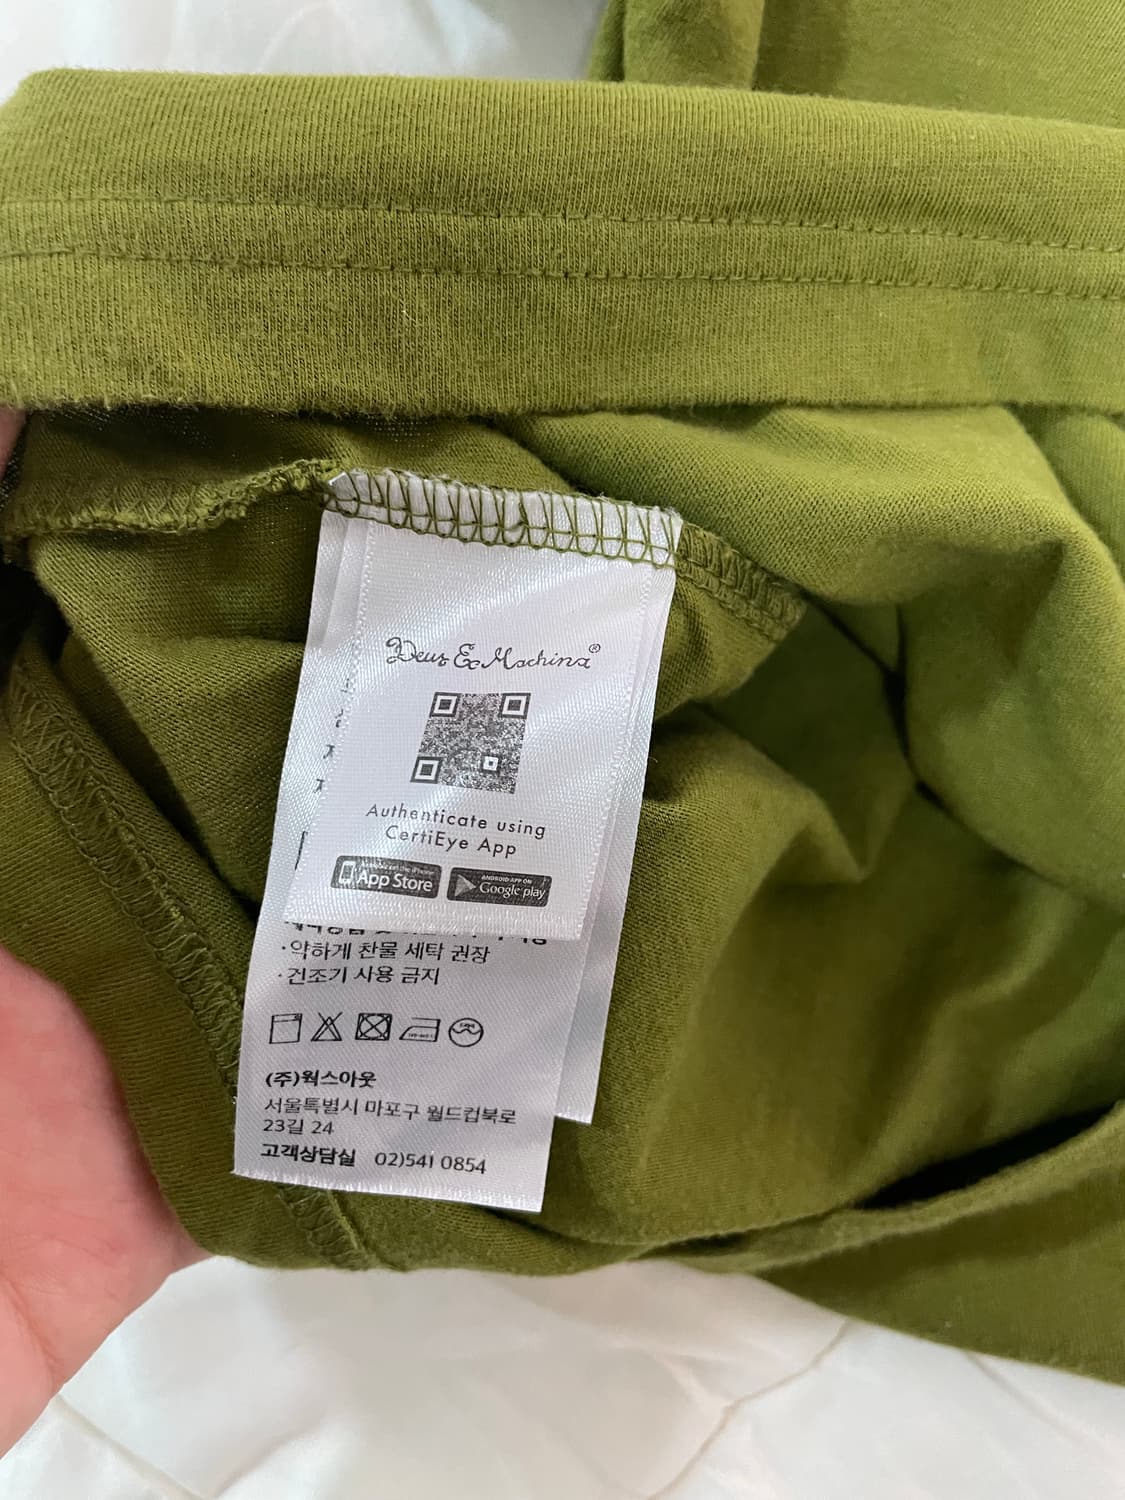 Deus Ex Machina®
Authenticate using
CertiEye App
App Store
ANDROID APP ON
Google play
·약하게 찬물 세탁 권장
·건조기 사용 금지
(주)웍스아웃
서울특별시 마포구 월드컵북로
23길 24
고객상담실 02)541 0854